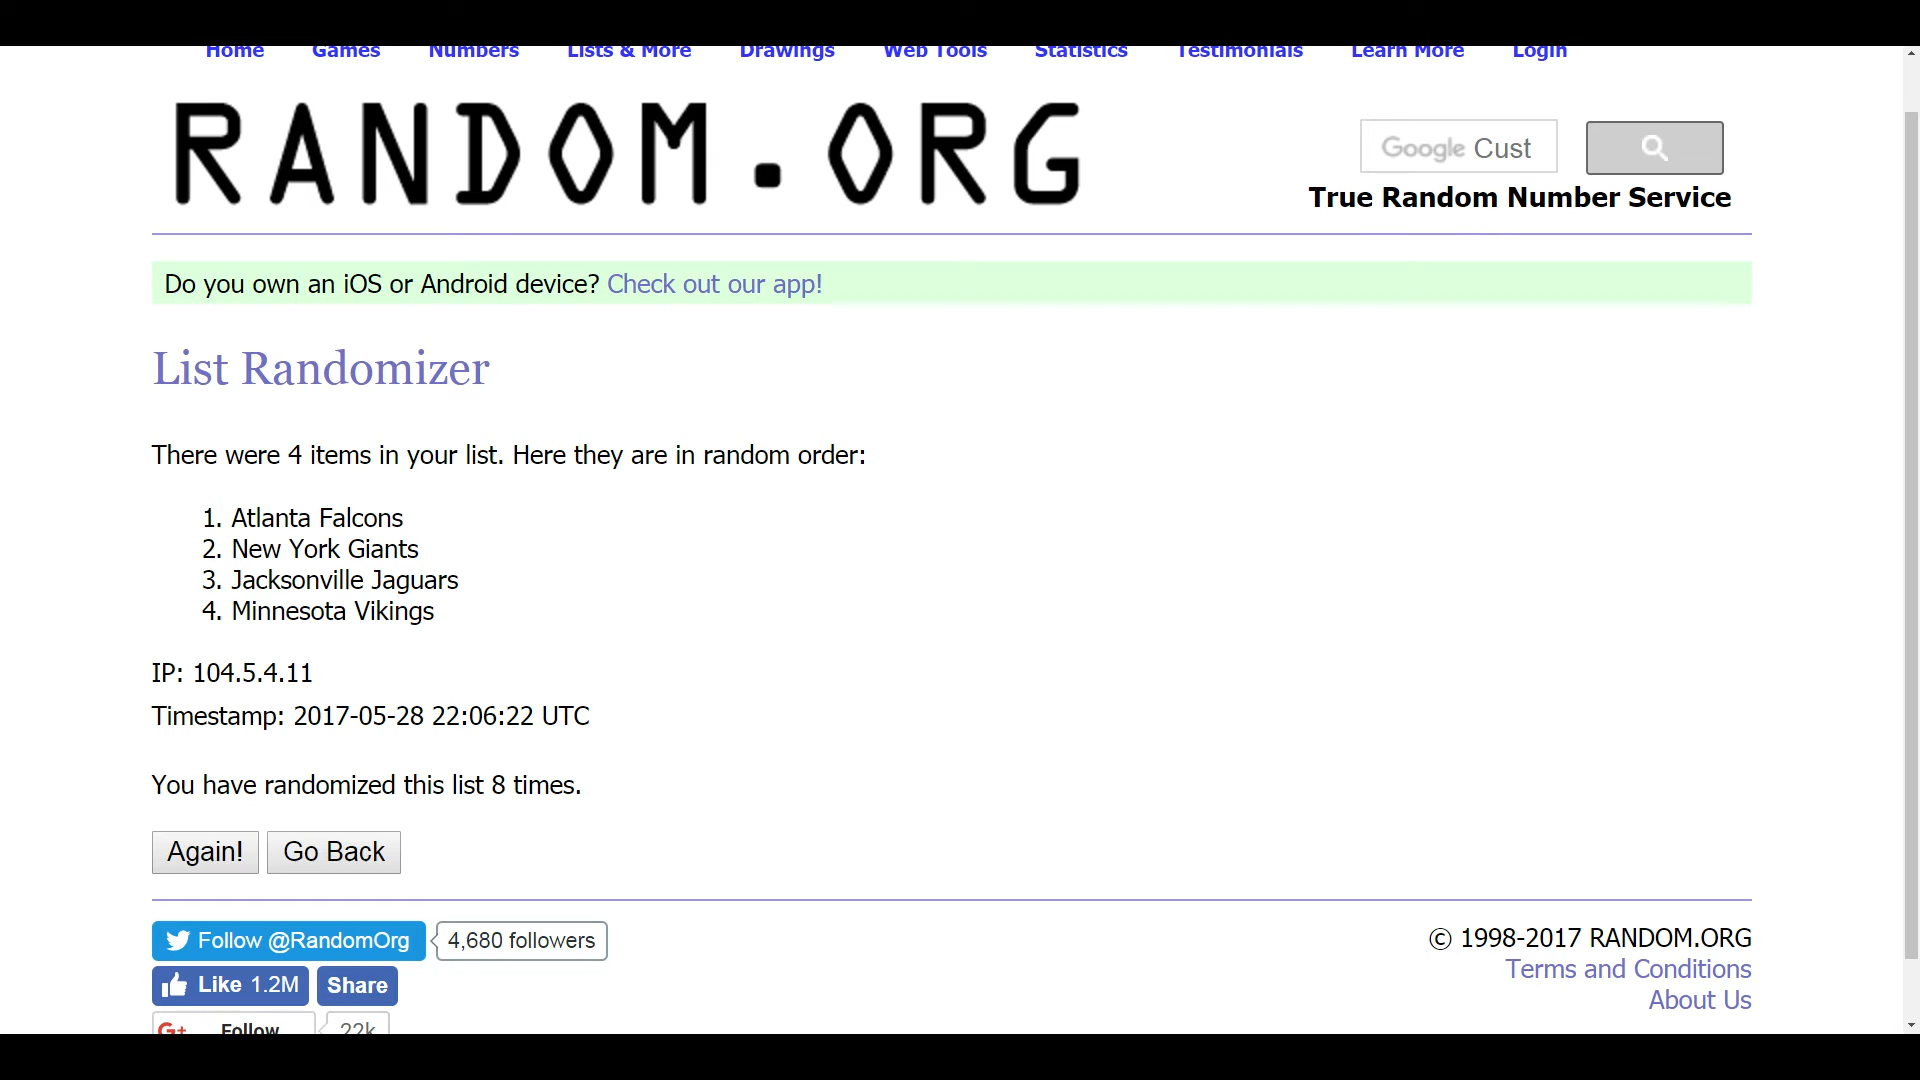 Home Games Numbers Lists & More Drawings Web Tools Statistics Testimonials Learn More Login
RANDOM.ORG
Google Cust
True Random Number Service
Do you own an iOS or Android device? Check out our app!
List Randomizer
There were 4 items in your list. Here they are in random order:
1. Atlanta Falcons
2. New York Giants
3. Jacksonville Jaguars
4. Minnesota Vikings
IP: 104.5.4.11
Timestamp: 2017-05-28 22:06:22 UTC
You have randomized this list 8 times.
Again! Go Back
Follow @RandomOrg 4,680 followers
Like 1.2M Share
G+ Follow 22k
© 1998-2017 RANDOM.ORG
Terms and Conditions
About Us